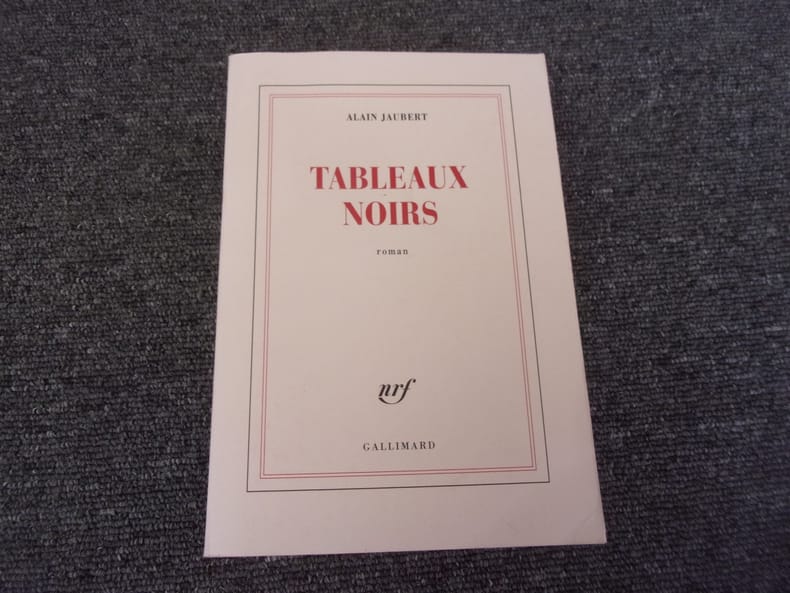 ALAIN JAUBERT
TABLEAUX
NOIRS
roman
nrf
GALLIMARD